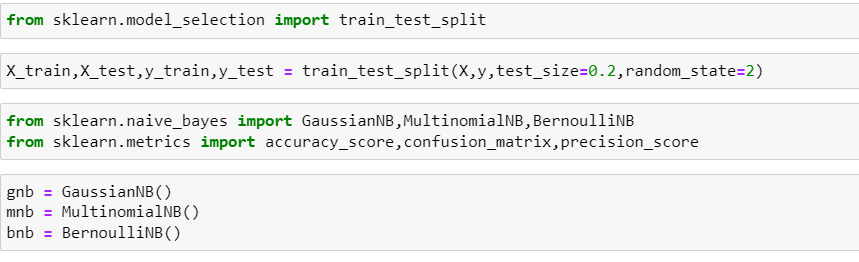 from sklearn.model_selection import train_test_split
X_train,X_test,y_train,y_test = train_test_split(X,y,test_size=0.2,random_state=2)
from sklearn.naive_bayes import GaussianNB,MultinomialNB,BernoulliNB
from sklearn.metrics import accuracy_score,confusion_matrix,precision_score
gnb = GaussianNB()
mnb = MultinomialNB()
bnb = BernoulliNB()